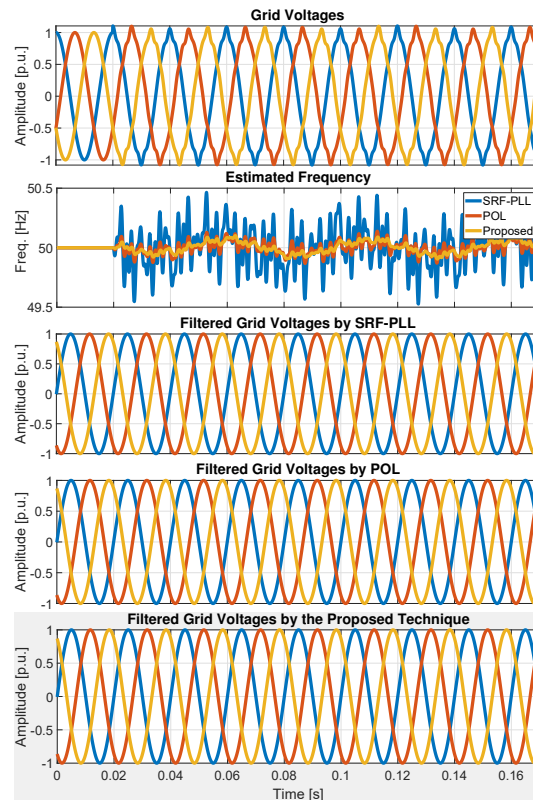 Grid Voltages
Amplitude [p.u.]
1
0.5
0
-0.5
-1
Estimated Frequency
Freq. [Hz]
50.5
50
49.5
SRF-PLL
POL
Proposed
Filtered Grid Voltages by SRF-PLL
Amplitude [p.u.]
1
0.5
0
-0.5
-1
Filtered Grid Voltages by POL
Amplitude [p.u.]
1
0.5
0
-0.5
-1
Filtered Grid Voltages by the Proposed Technique
Amplitude [p.u.]
1
0.5
0
-0.5
-1
0 0.02 0.04 0.06 0.08 0.1 0.12 0.14 0.16
Time [s]